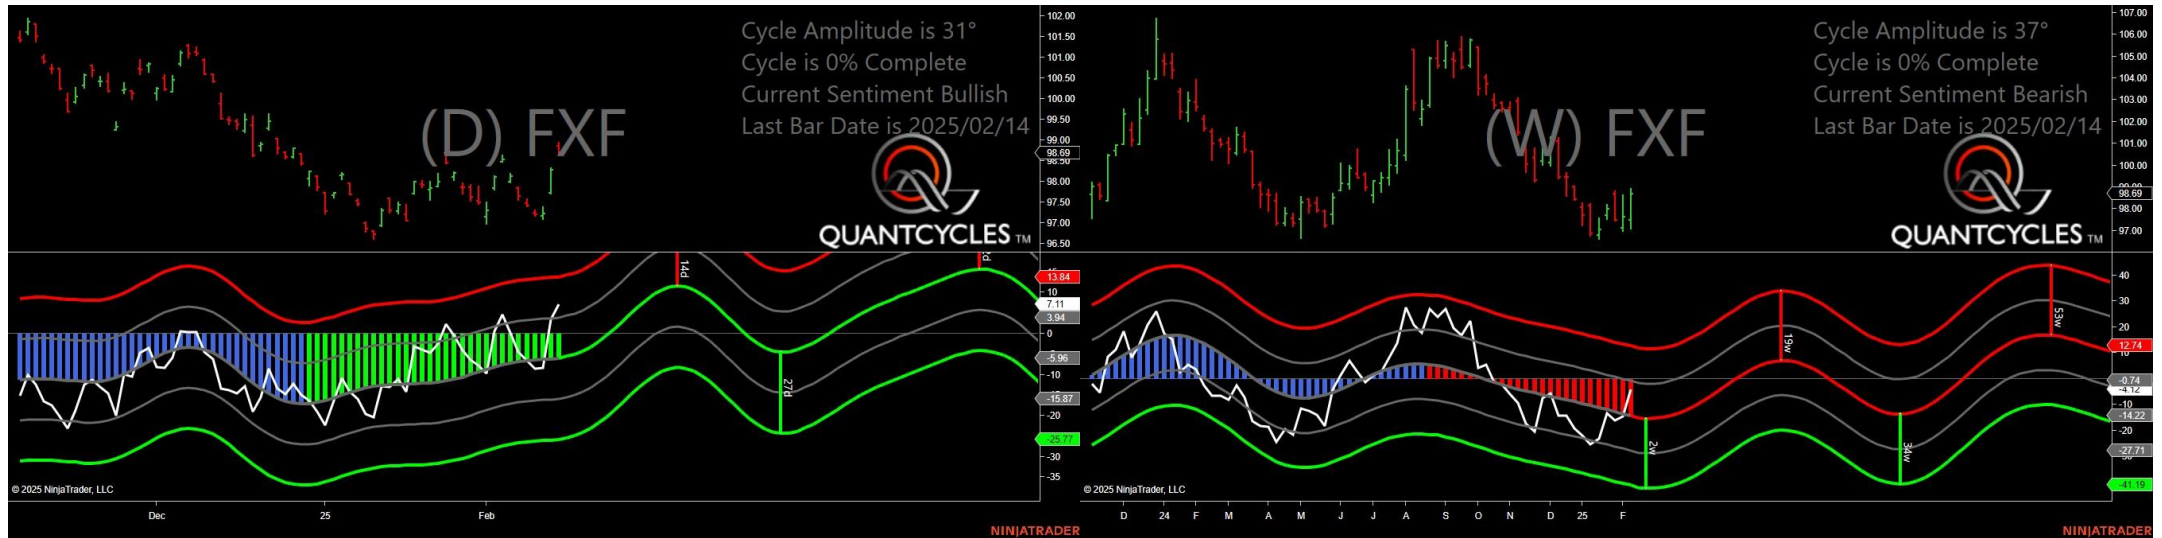 Cycle Amplitude is 31°
Cycle is 0% Complete
Current Sentiment Bullish
Last Bar Date is 2025/02/14
(D) FXF
QUANTCYCLES TM
102.00
101.50
101.00
100.50
100.00
99.50
99.00
98.69
98.50
98.00
97.50
97.00
96.50
14d
27d
13.84
10
7.11
3.94
0
-5.96
-10
-15.87
-20
-25.77
-30
-35
© 2025 NinjaTrader, LLC
Dec
25
Feb
NINJATRADER
Cycle Amplitude is 37°
Cycle is 0% Complete
Current Sentiment Bearish
Last Bar Date is 2025/02/14
(W) FXF
QUANTCYCLES TM
107.00
106.00
105.00
104.00
103.00
102.00
101.00
100.00
98.69
98.00
97.00
2w
19w
34w
53w
40
30
20
12.74
-0.74
-4.12
-10
-14.22
-20
-27.71
-41.19
© 2025 NinjaTrader, LLC
D 24 F M A M J J A S O N D 25 F
NINJATRADER